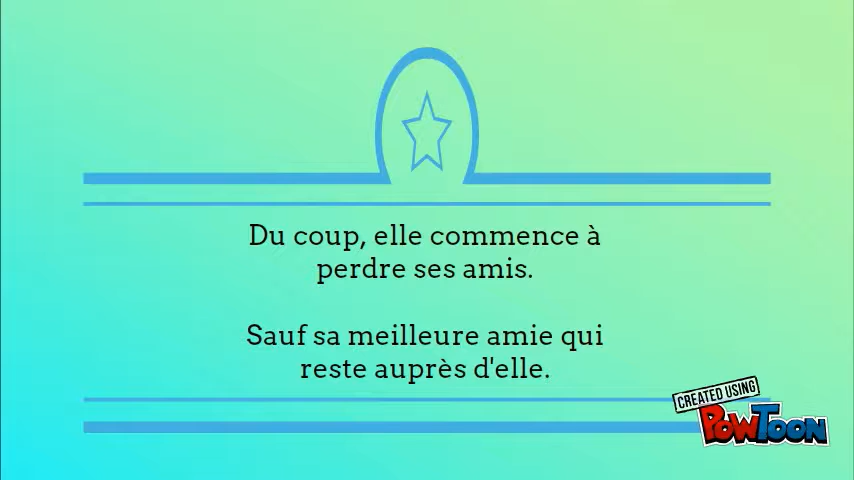 Du coup, elle commence à
perdre ses amis.
Sauf sa meilleure amie qui
reste auprès d'elle.
CREATED USING
POWTOON